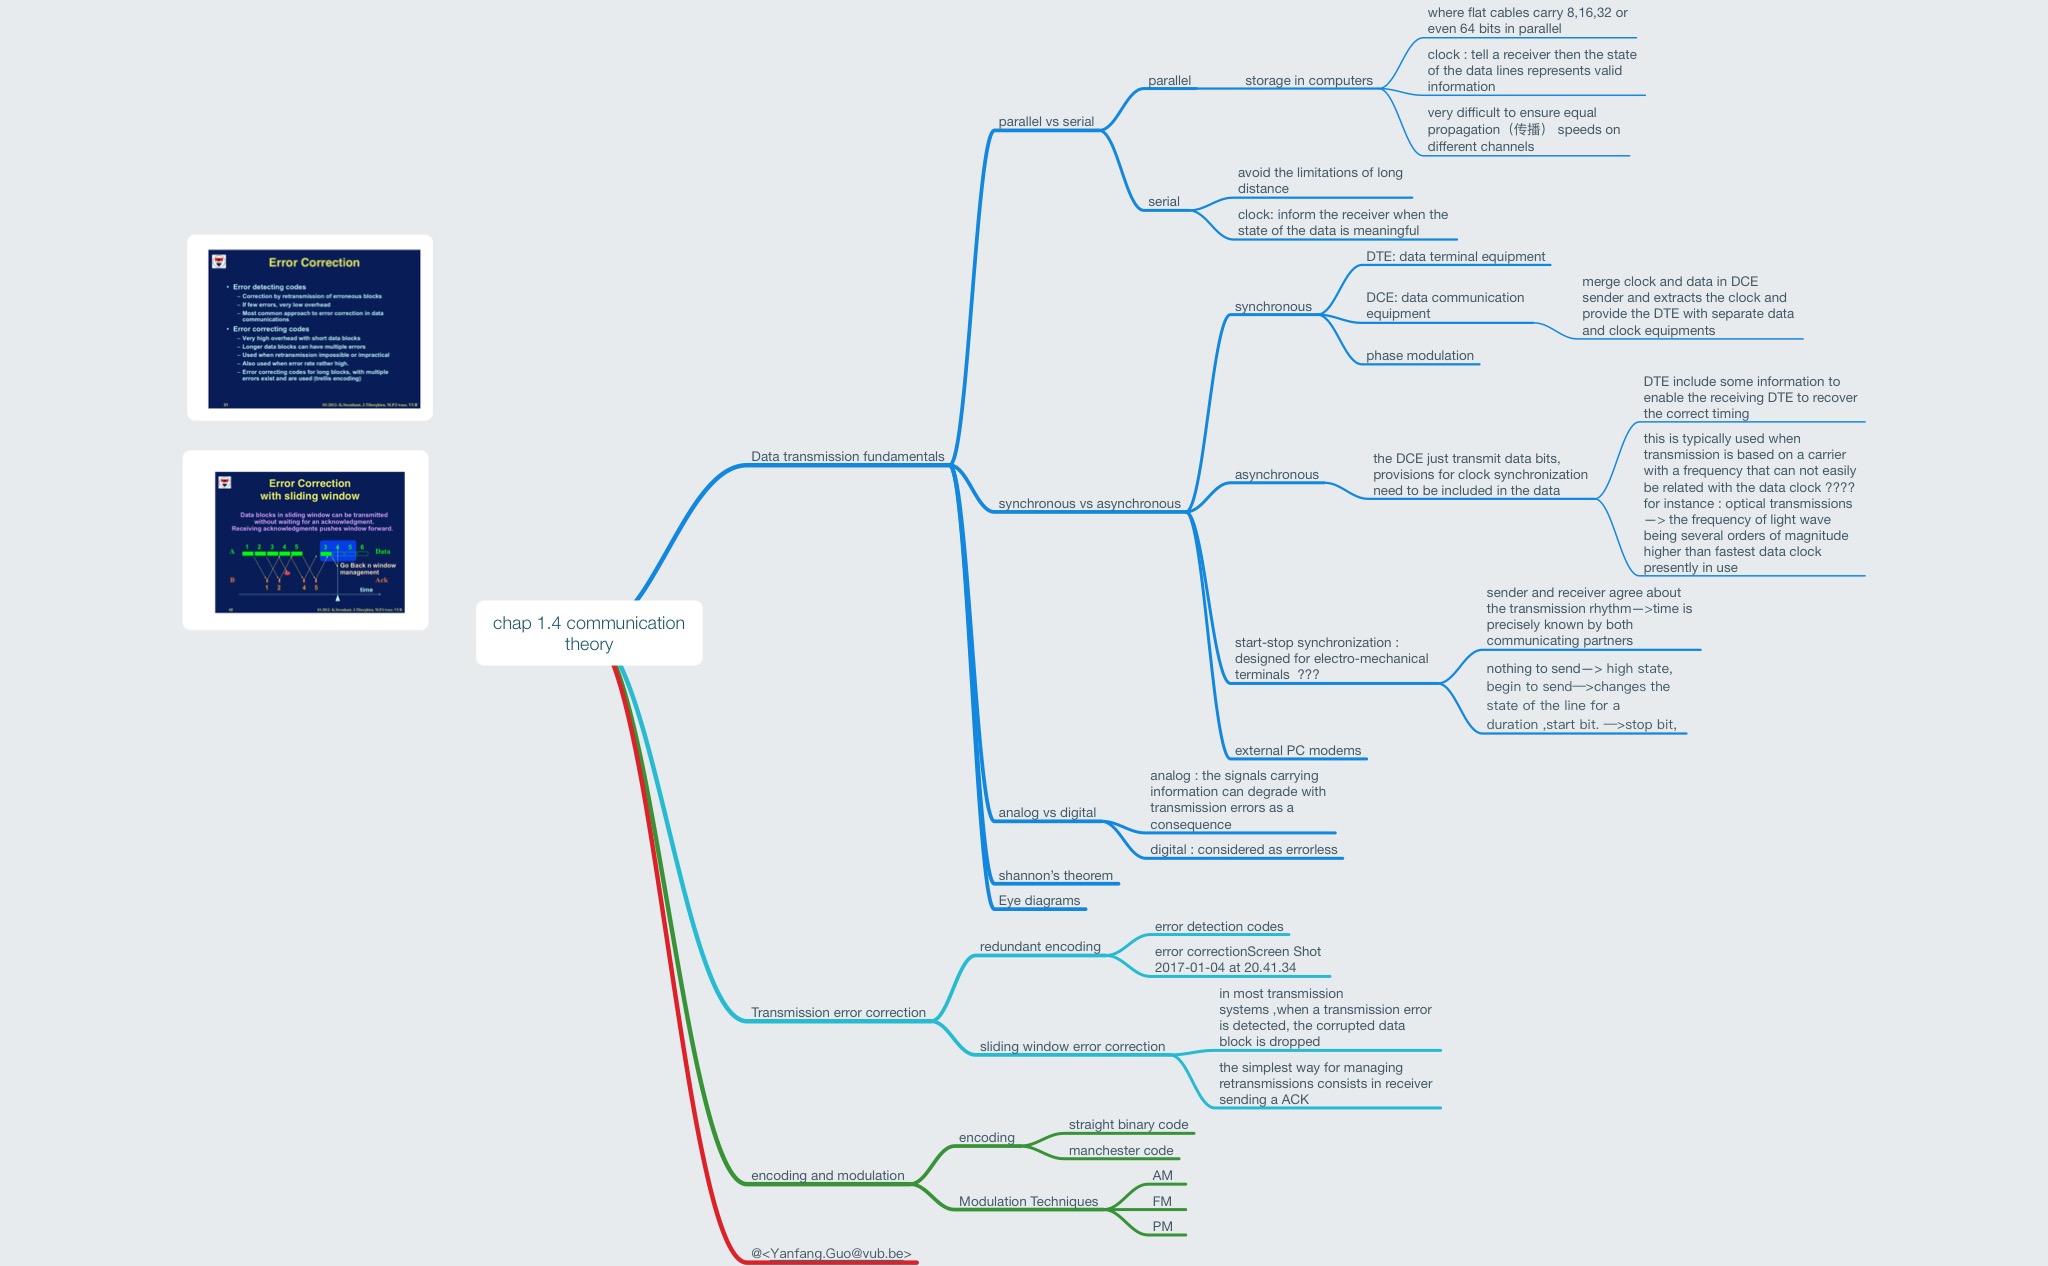 Error Correction
• Error detecting codes
– Correction by retransmission of erroneous blocks
– If few errors, very low overhead
– Most common approach to error correction in data
communications
• Error correcting codes
– Very high overhead with short data blocks
– Longer data blocks can have multiple errors
– Used when retransmission impossible or impractical
– Also used when error rate rather high.
– Error correcting codes for long blocks, with multiple
errors exist and are used (trellis encoding)
Error Correction
with sliding window
Data blocks in sliding window can be transmitted
without waiting for an acknowledgment.
Receiving acknowledgments pushes window forward.
A 1 2 3 4 5 3 4 5 6 Data
Go Back n window
management
B 1 2 4 5 Ack
time
chap 1.4 communication
theory
Data transmission fundamentals
parallel vs serial
parallel
storage in computers
where flat cables carry 8,16,32 or
even 64 bits in parallel
clock : tell a receiver then the state
of the data lines represents valid
information
very difficult to ensure equal
propagation（传播） speeds on
different channels
serial
avoid the limitations of long
distance
clock: inform the receiver when the
state of the data is meaningful
synchronous vs asynchronous
synchronous
DTE: data terminal equipment
DCE: data communication
equipment
merge clock and data in DCE
sender and extracts the clock and
provide the DTE with separate data
and clock equipments
phase modulation
asynchronous
the DCE just transmit data bits,
provisions for clock synchronization
need to be included in the data
DTE include some information to
enable the receiving DTE to recover
the correct timing
this is typically used when
transmission is based on a carrier
with a frequency that can not easily
be related with the data clock ????
for instance : optical transmissions
—> the frequency of light wave
being several orders of magnitude
higher than fastest data clock
presently in use
start-stop synchronization :
designed for electro-mechanical
terminals ???
sender and receiver agree about
the transmission rhythm—>time is
precisely known by both
communicating partners
nothing to send—> high state,
begin to send—>changes the
state of the line for a
duration ,start bit. —>stop bit,
external PC modems
analog vs digital
analog : the signals carrying
information can degrade with
transmission errors as a
consequence
digital : considered as errorless
shannon's theorem
Eye diagrams
Transmission error correction
redundant encoding
error detection codes
error correctionScreen Shot
2017-01-04 at 20.41.34
sliding window error correction
in most transmission
systems ,when a transmission error
is detected, the corrupted data
block is dropped
the simplest way for managing
retransmissions consists in receiver
sending a ACK
encoding and modulation
encoding
straight binary code
manchester code
Modulation Techniques
AM
FM
PM
@<Yanfang.Guo@vub.be>